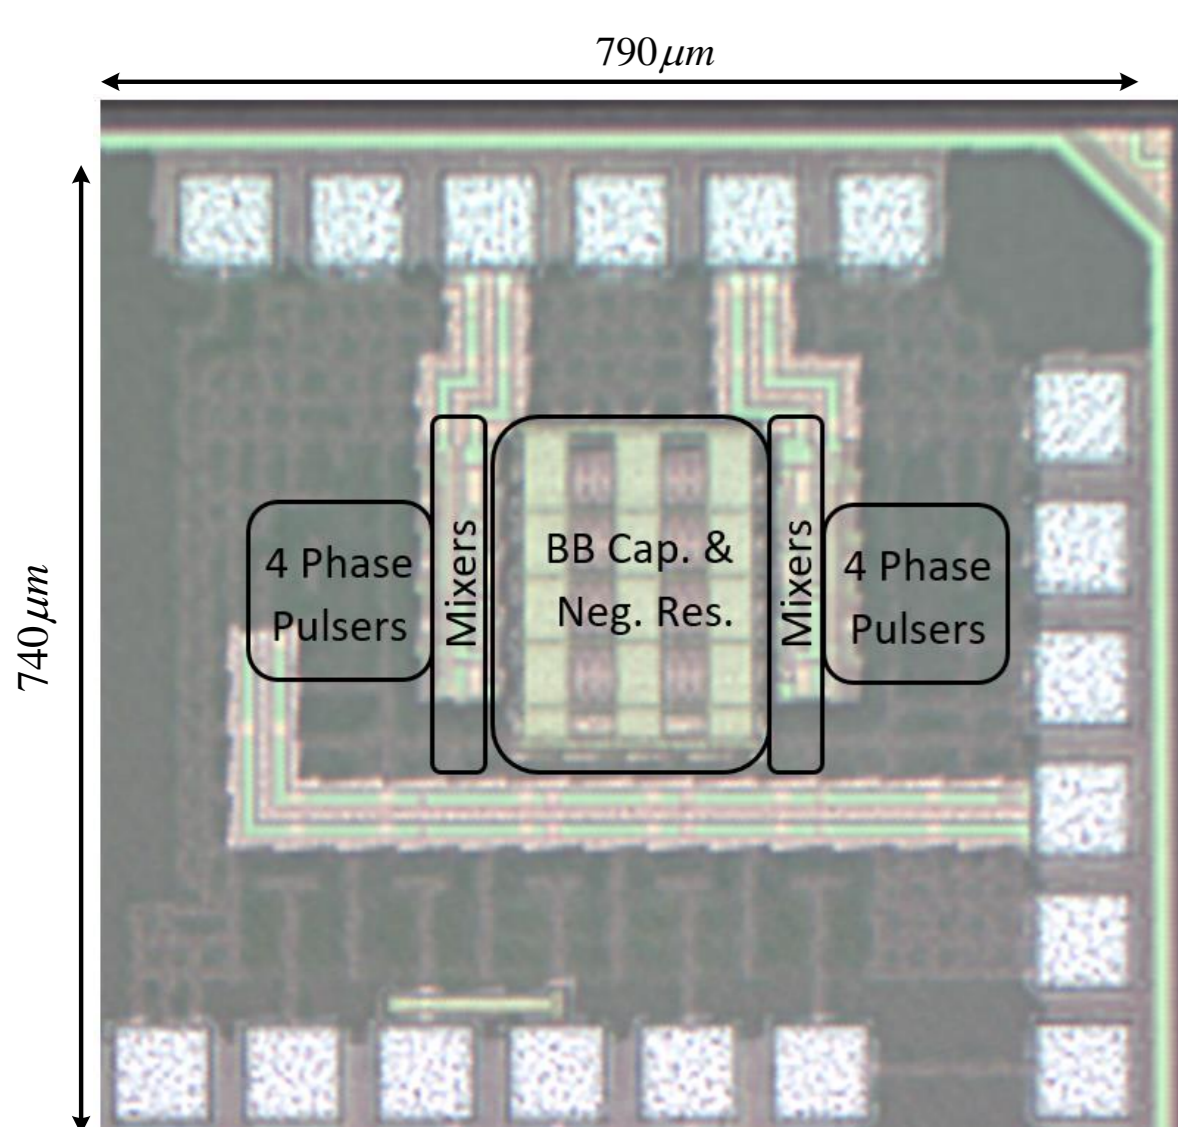 790μm
740μm
4 Phase
Pulsers
Mixers
BB Cap. &
Neg. Res.
Mixers
4 Phase
Pulsers